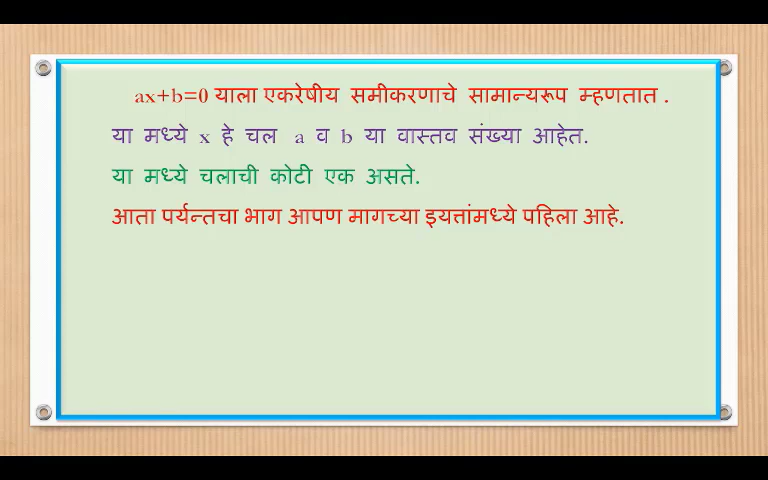 ax+b=0 याला एकरेषीय समीकरणाचे सामान्यरूप म्हणतात .
या मध्ये x हे चल a व b या वास्तव संख्या आहेत.
या मध्ये चलाची कोटी एक असते.
आता पर्यन्तचा भाग आपण मागच्या इयत्तांमध्ये पहिला आहे.